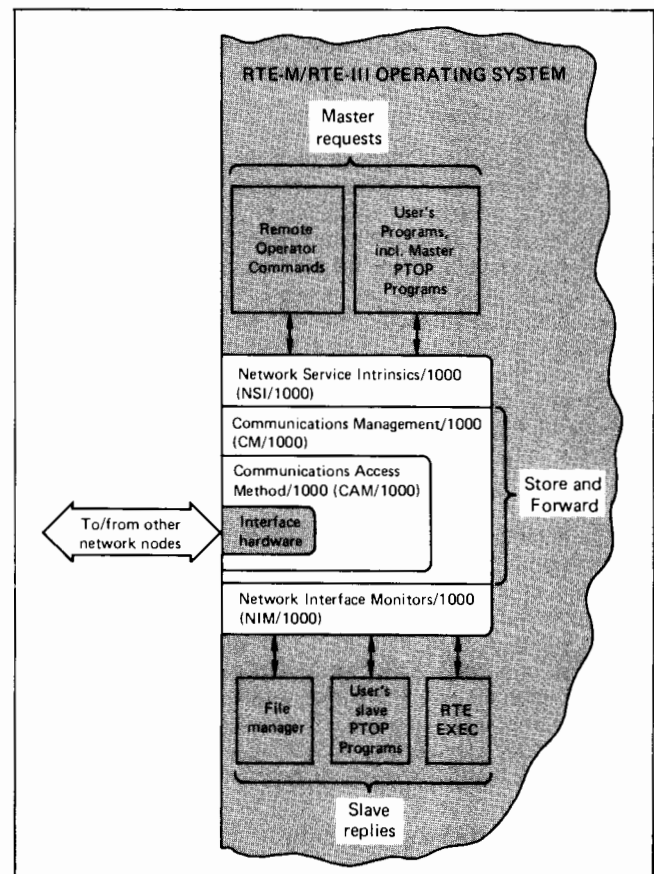 RTE-M/RTE-III OPERATING SYSTEM
Master
requests
Remote
Operator
Commands
User's
Programs,
incl. Master
PTOP
Programs
Network Service Intrinsics/1000
(NSI/1000)
Communications Management/1000
(CM/1000)
Communications Access
Method/1000 (CAM/1000)
Interface
hardware
To/from other
network nodes
Store and
Forward
Network Interface Monitors/1000
(NIM/1000)
File
manager
User's
slave
PTOP
Programs
RTE
EXEC
Slave
replies